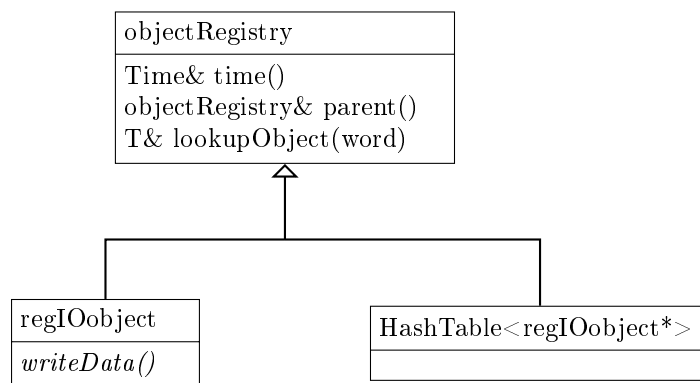 objectRegistry
Time& time()
objectRegistry& parent()
T& lookupObject(word)
regIOobject
writeData()
HashTable<regIOobject*>